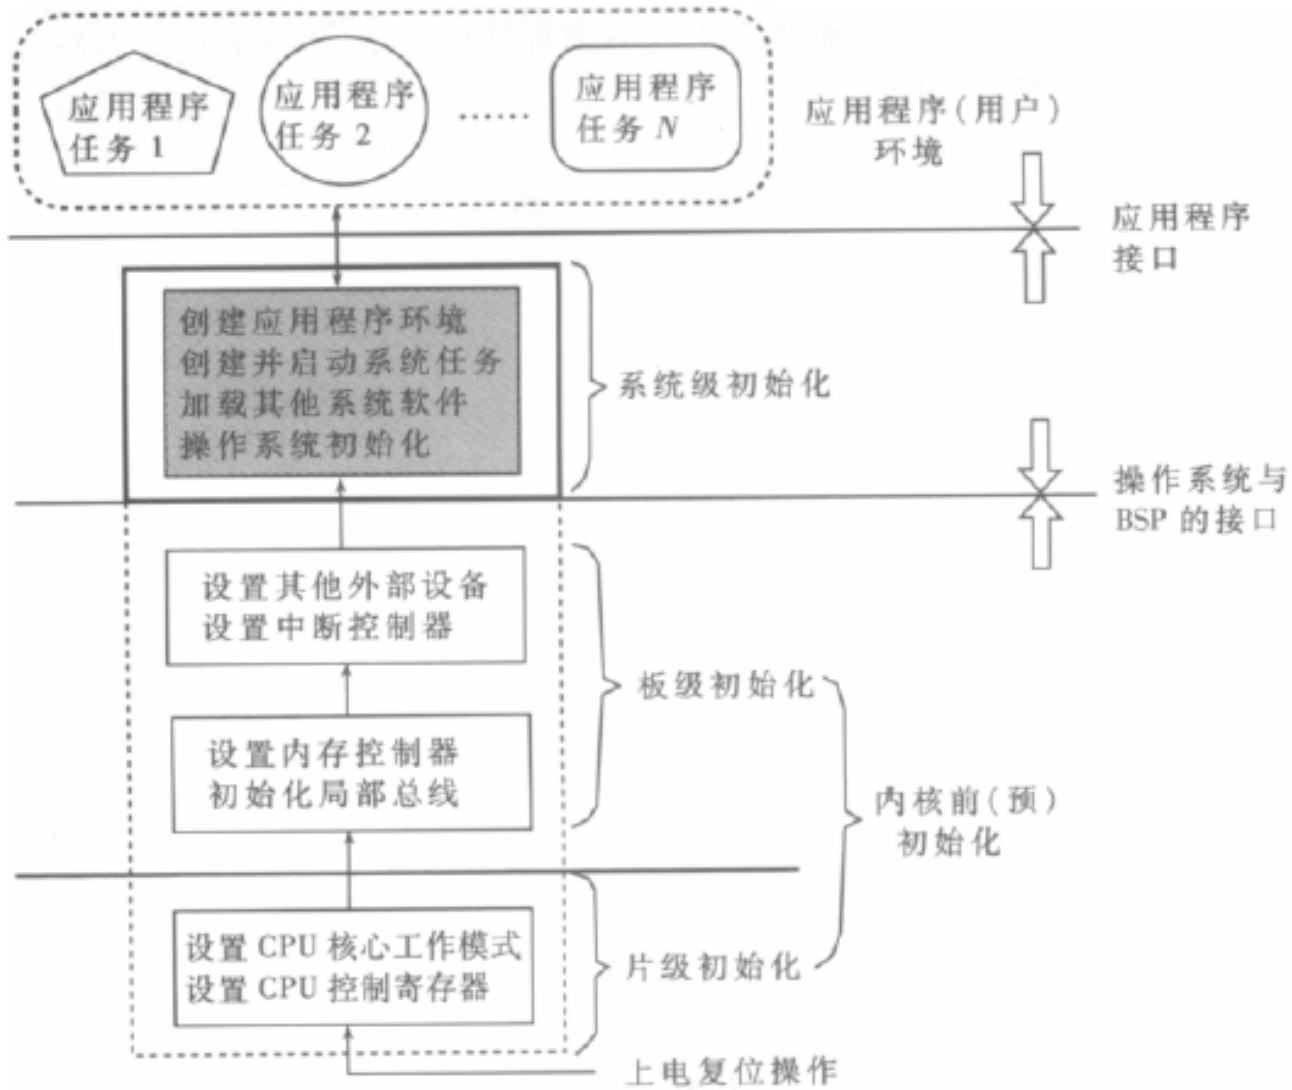 应用程序
任务 1
应用程序
任务 2
······
应用程序
任务 N
应用程序(用户)
环境
应用程序
接口
创建应用程序环境
创建并启动系统任务
加载其他系统软件
操作系统初始化
系统级初始化
操作系统与
BSP 的接口
设置其他外部设备
设置中断控制器
板级初始化
设置内存控制器
初始化局部总线
内核前(预)
初始化
设置 CPU 核心工作模式
设置 CPU 控制寄存器
片级初始化
上电复位操作